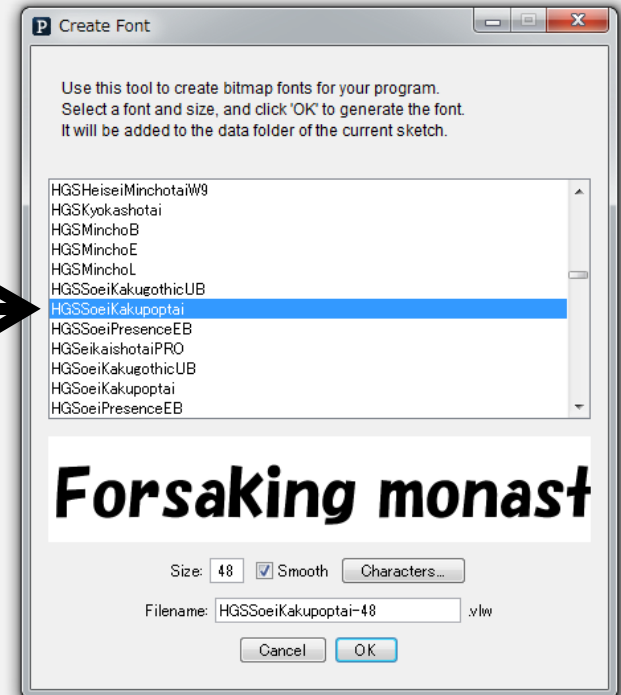 P Create Font
Use this tool to create bitmap fonts for your program.
Select a font and size, and click 'OK' to generate the font.
It will be added to the data folder of the current sketch.
HGSHeiseiMinchotaiW9
HGSKyokashotai
HGSMinchoB
HGSMinchoE
HGSMinchoL
HGSSoeiKakugothicUB
HGSSoeiKakupoptai
HGSSoeiPresenceEB
HGSeikaishotaiPRO
HGSoeiKakugothicUB
HGSoeiKakupoptai
HGSoeiPresenceEB
Forsaking monast
Size: 48 Smooth Characters...
Filename: HGSSoeiKakupoptai-48 .vlw
Cancel OK